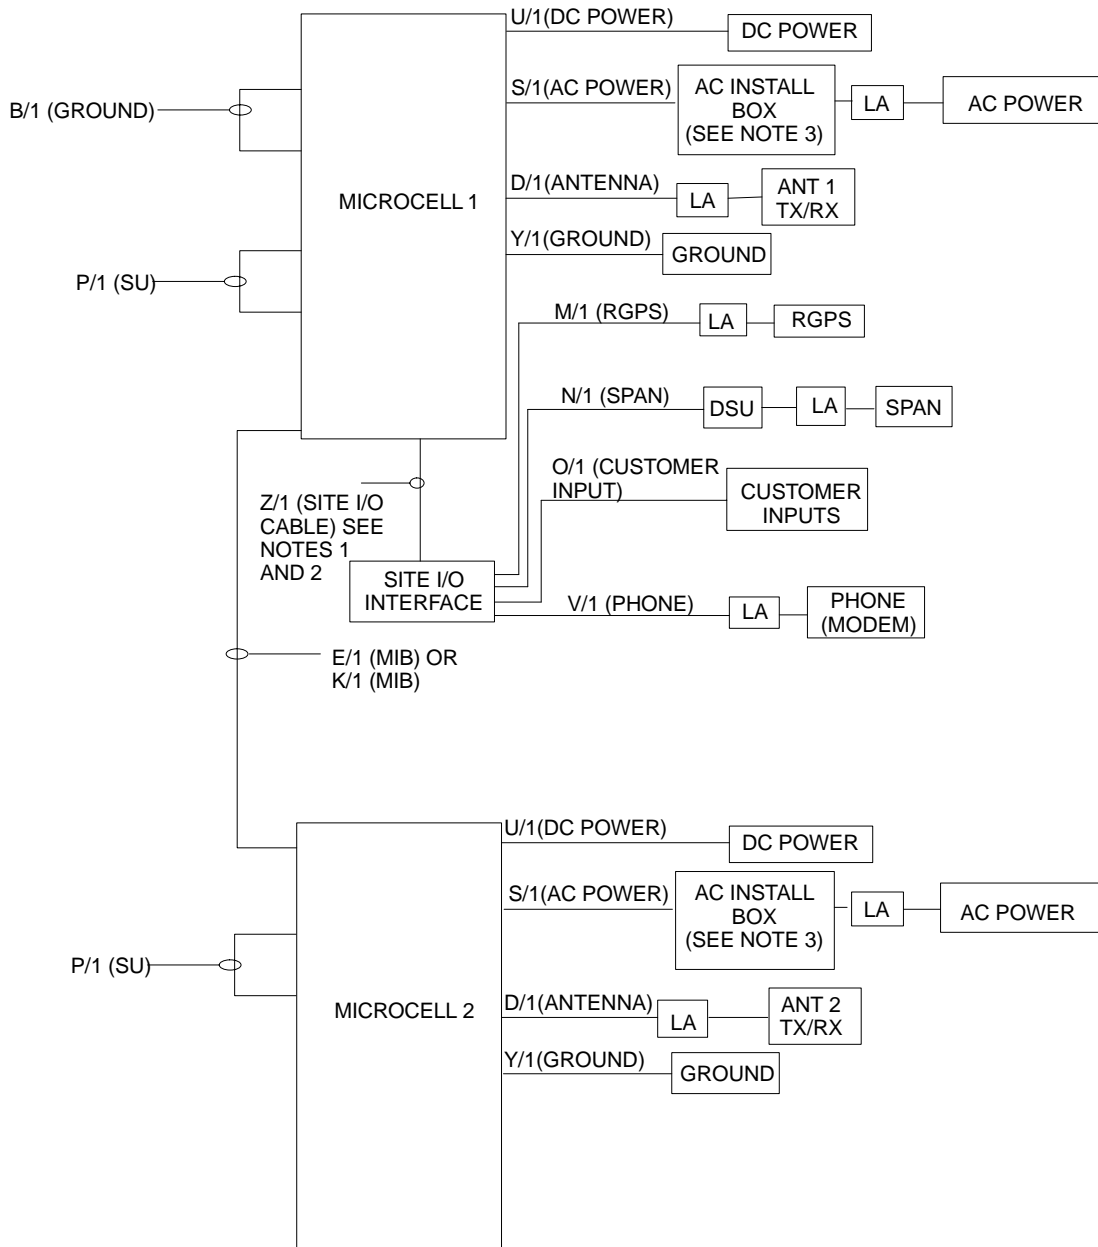 U/1(DC POWER)
DC POWER
S/1(AC POWER)
AC INSTALL
BOX
(SEE NOTE 3)
LA
AC POWER
B/1 (GROUND)
D/1(ANTENNA)
LA
ANT 1
TX/RX
MICROCELL 1
Y/1(GROUND)
GROUND
P/1 (SU)
M/1 (RGPS)
LA
RGPS
N/1 (SPAN)
DSU
LA
SPAN
O/1 (CUSTOMER
INPUT)
CUSTOMER
INPUTS
Z/1 (SITE I/O
CABLE) SEE
NOTES 1
AND 2
SITE I/O
INTERFACE
V/1 (PHONE)
LA
PHONE
(MODEM)
E/1 (MIB) OR
K/1 (MIB)
U/1(DC POWER)
DC POWER
S/1(AC POWER)
AC INSTALL
BOX
(SEE NOTE 3)
LA
AC POWER
P/1 (SU)
MICROCELL 2
D/1(ANTENNA)
LA
ANT 2
TX/RX
Y/1(GROUND)
GROUND